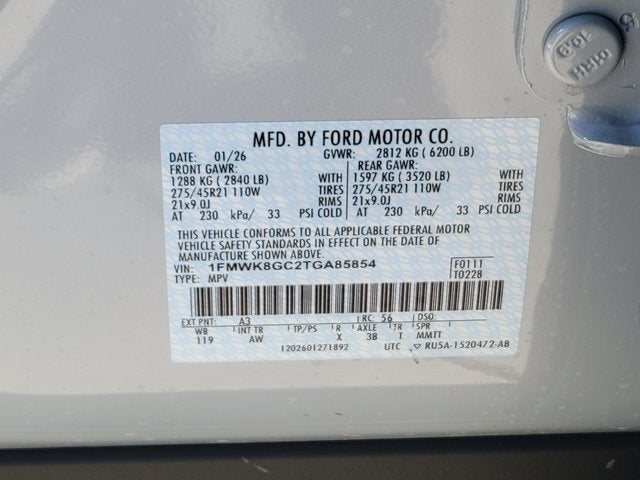 10.9
01RH
MFD. BY FORD MOTOR CO.
DATE: 01/26 GVWR: 2812 KG ( 6200 LB)
FRONT GAWR: REAR GAWR:
1288 KG ( 2840 LB) WITH 1597 KG ( 3520 LB) WITH
275/45R21 110W TIRES 275/45R21 110W TIRES
21x9.0J RIMS 21x9.0J RIMS
AT 230 kPa/ 33 PSI COLD AT 230 kPa/ 33 PSI COLD
THIS VEHICLE CONFORMS TO ALL APPLICABLE FEDERAL MOTOR
VEHICLE SAFETY STANDARDS IN EFFECT ON THE DATE OF
MANUFACTURE SHOWN ABOVE.
VIN: 1FMWK8GC2TGA85854 F0111
TYPE: MPV T0228
EXT PNT: A3 RC: 56 DSO:
WB INT TR TP/PS R AXLE TR SPR
119 AW X 3B T MMTT
1202601271892 UTC ▽ RU5A-1520472-AB